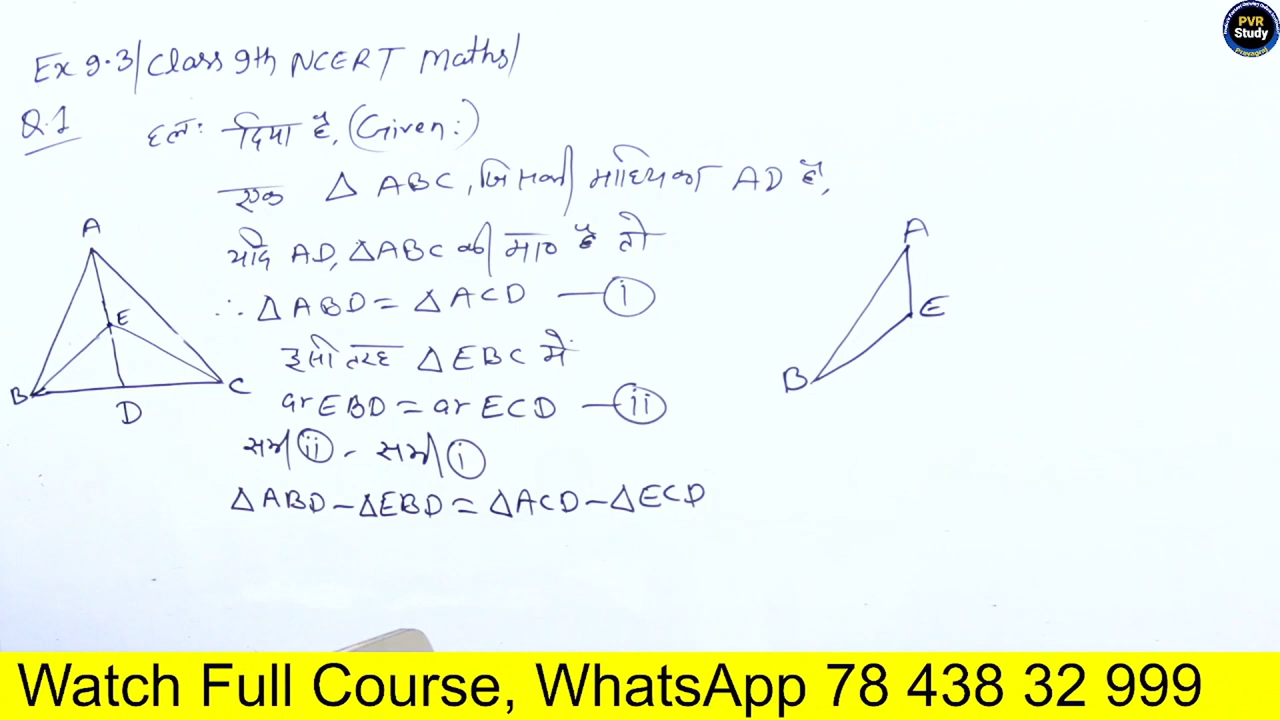 PVR
Study
Ex 9.3/Class 9th NCERT Maths/
Q.1
हल: दिया है, (Given:)
एक △ ABC, जिसकी माध्यिका AD है,
यदि AD, △ABC की मा० है तो
∴ △ABD = △ACD — (i)
इसी तरह △EBC में
ar EBD = ar ECD — (ii)
समी (ii) - समी (i)
△ABD - △EBD = △ACD - △ECD
A
E
B
D
C
A
E
B
Watch Full Course, WhatsApp 78 438 32 999